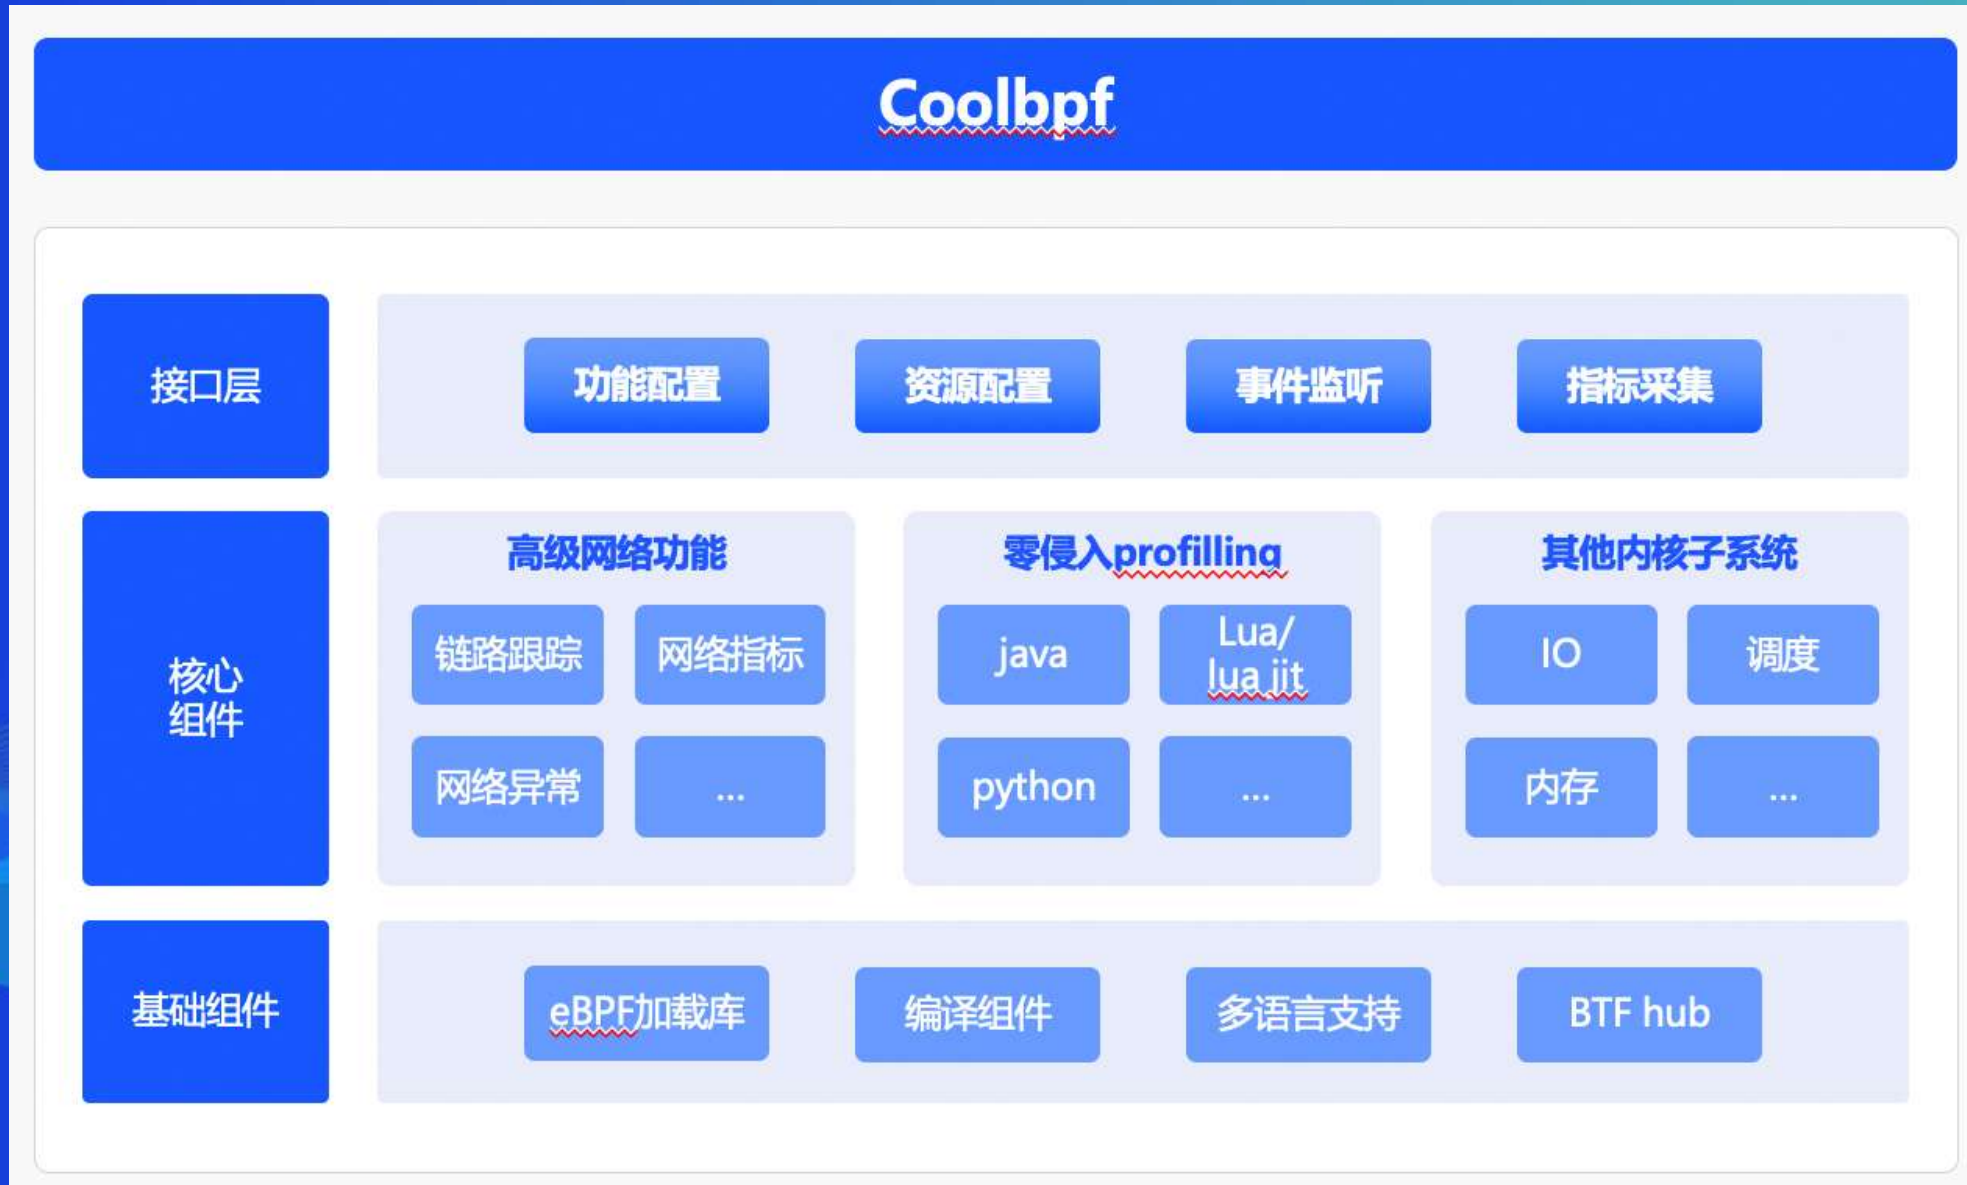 Coolbpf
接口层
功能配置
资源配置
事件监听
指标采集
核心
组件
高级网络功能
链路跟踪
网络指标
网络异常
...
零侵入profilling
java
Lua/
lua jit
python
...
其他内核子系统
IO
调度
内存
...
基础组件
eBPF加载库
编译组件
多语言支持
BTF hub